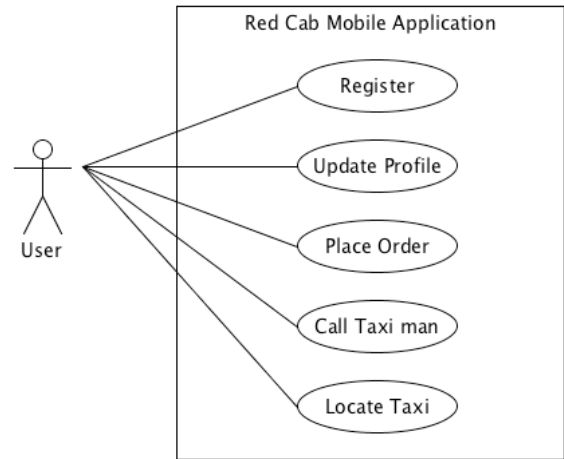 Red Cab Mobile Application
Register
Update Profile
Place Order
User
Call Taxi man
Locate Taxi